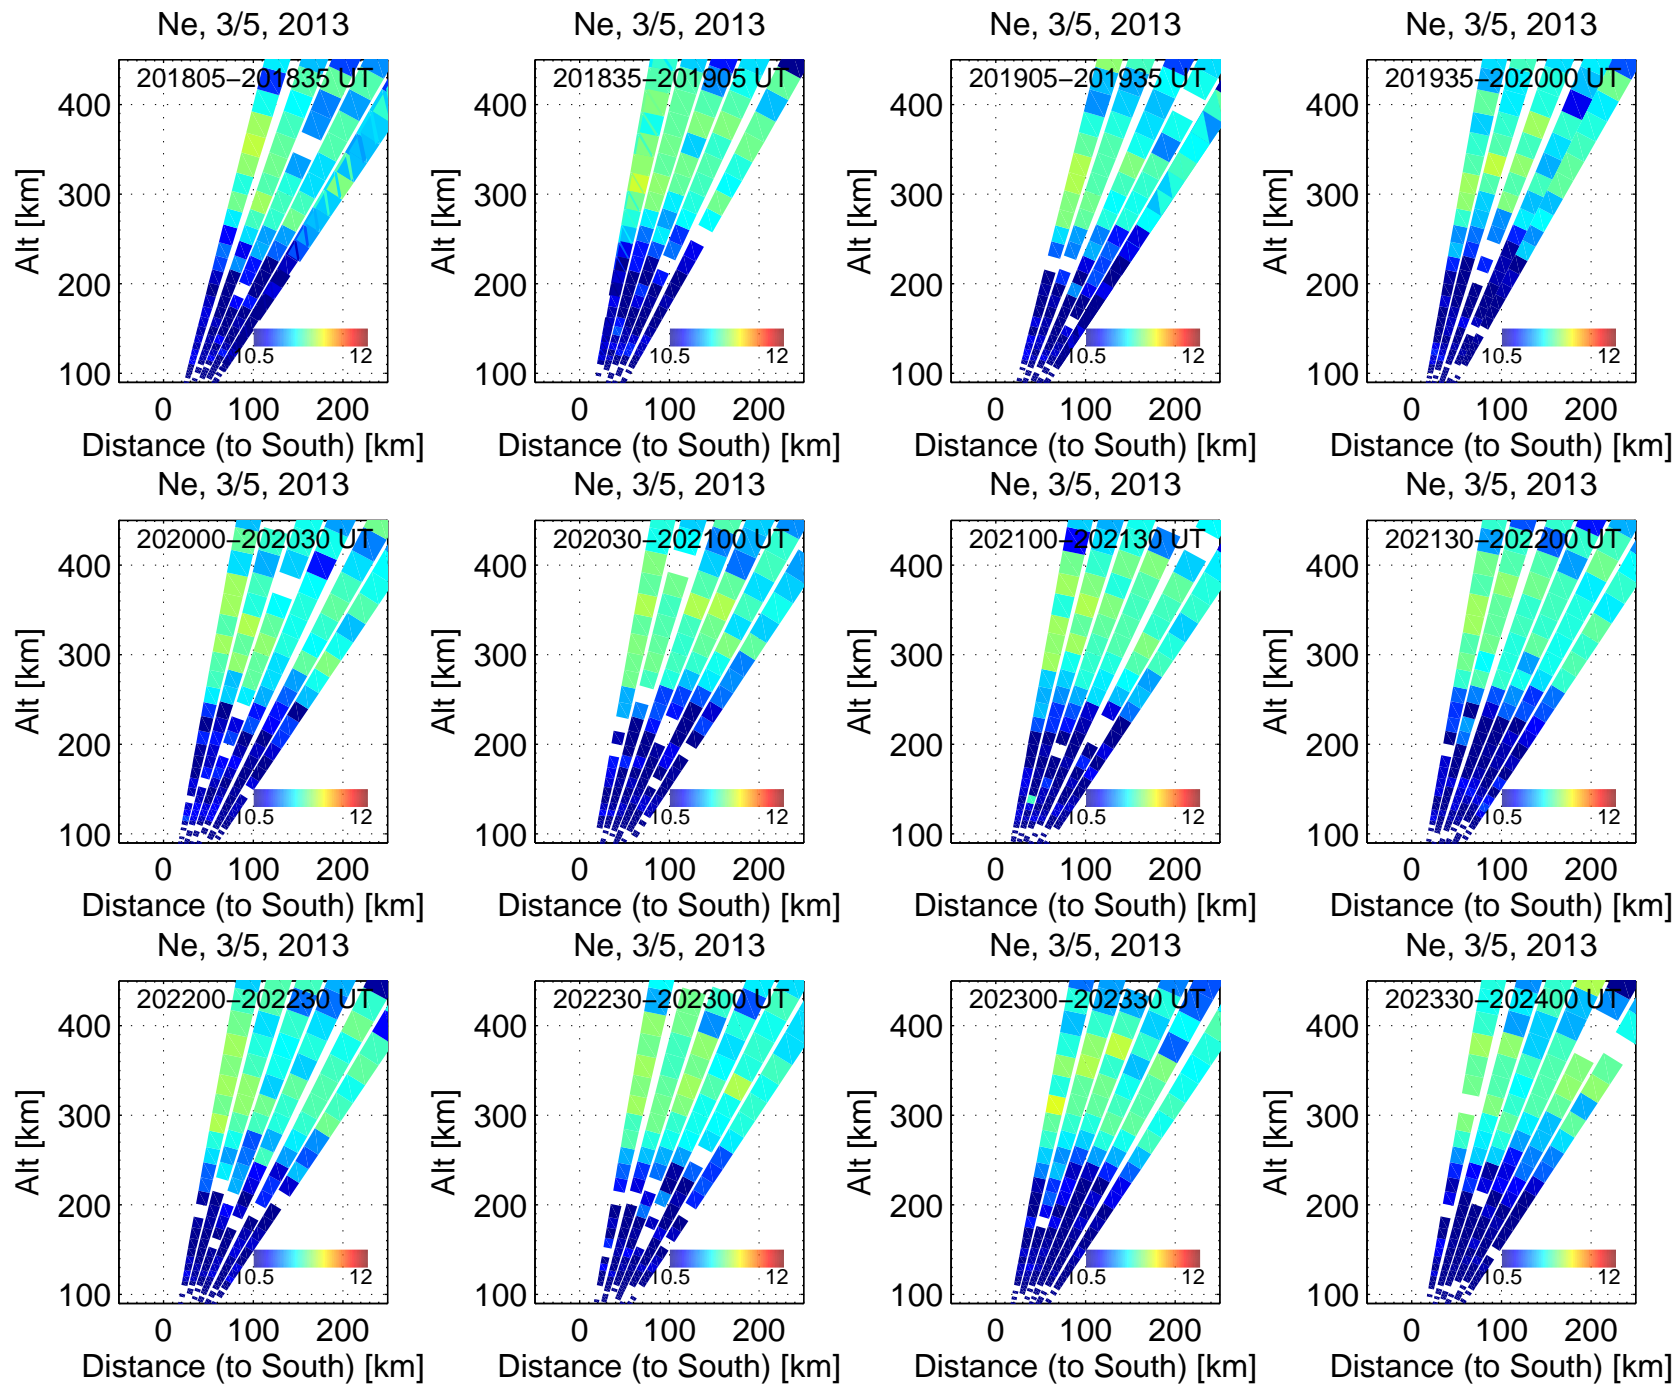 Ne, 3/5, 2013 Ne, 3/5, 2013 Ne, 3/5, 2013 Ne, 3/5, 2013
201805−201835 UT 201835−201905 UT 201905−201935 UT 201935−202000 UT
400 400 400 400
Alt [km] Alt [km] Alt [km] Alt [km]
300 300 300 300
200 200 200 200
10.5 12 10.5 12 10.5 12 10.5 12
100 100 100 100
0 100 200 0 100 200 0 100 200 0 100 200
Distance (to South) [km] Distance (to South) [km] Distance (to South) [km] Distance (to South) [km]
Ne, 3/5, 2013 Ne, 3/5, 2013 Ne, 3/5, 2013 Ne, 3/5, 2013
202000−202030 UT 202030−202100 UT 202100−202130 UT 202130−202200 UT
400 400 400 400
Alt [km] Alt [km] Alt [km] Alt [km]
300 300 300 300
200 200 200 200
10.5 12 10.5 12 10.5 12 10.5 12
100 100 100 100
0 100 200 0 100 200 0 100 200 0 100 200
Distance (to South) [km] Distance (to South) [km] Distance (to South) [km] Distance (to South) [km]
Ne, 3/5, 2013 Ne, 3/5, 2013 Ne, 3/5, 2013 Ne, 3/5, 2013
202200−202230 UT 202230−202300 UT 202300−202330 UT 202330−202400 UT
400 400 400 400
Alt [km] Alt [km] Alt [km] Alt [km]
300 300 300 300
200 200 200 200
10.5 12 10.5 12 10.5 12 10.5 12
100 100 100 100
0 100 200 0 100 200 0 100 200 0 100 200
Distance (to South) [km] Distance (to South) [km] Distance (to South) [km] Distance (to South) [km]